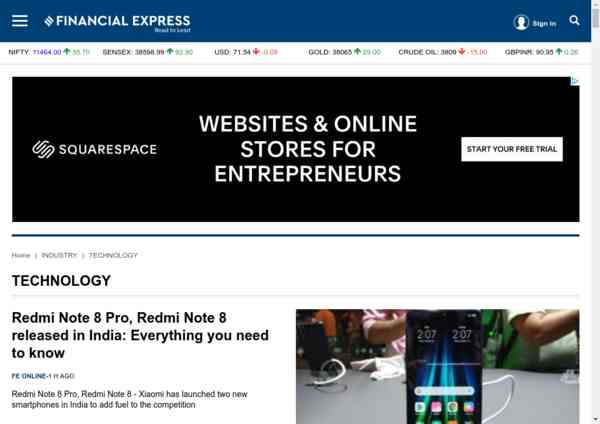 FINANCIAL EXPRESS
Read to Lead
Sign in
NIFTY: 11464.00 55.70 SENSEX: 38598.99 92.90 USD: 71.54 -0.09 GOLD: 38065 29.00 CRUDE OIL: 3809 -15.00 GBPINR: 90.95 0.26
SQUARESPACE
WEBSITES & ONLINE
STORES FOR
ENTREPRENEURS
START YOUR FREE TRIAL
Home | INDUSTRY | TECHNOLOGY
TECHNOLOGY
Redmi Note 8 Pro, Redmi Note 8
released in India: Everything you need
to know
FE ONLINE-1 H AGO
Redmi Note 8 Pro, Redmi Note 8 - Xiaomi has launched two new
smartphones in India to add fuel to the competition
2:07
2:07